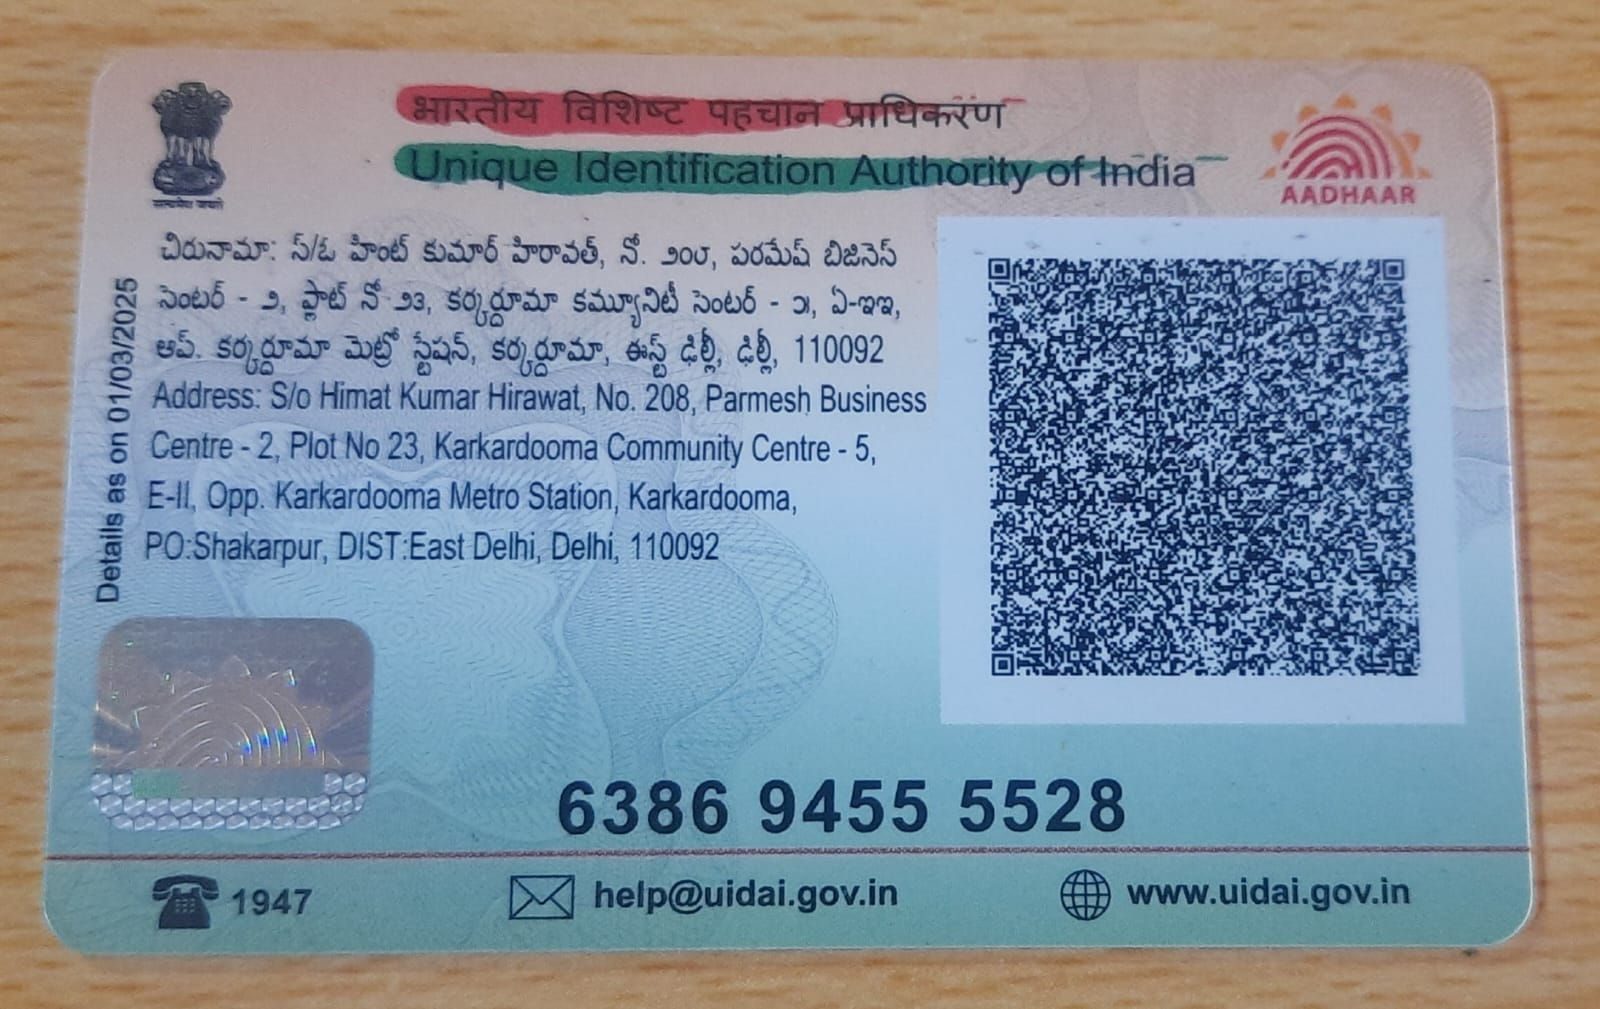 भारतीय विशिष्ट पहचान प्राधिकरण
Unique Identification Authority of India
सत्यमेव जयते
AADHAAR
చిరునామా: స్/ఓ హింట్ కుమార్ హిరావత్, నో. ౨౦౮, పరమేష్ బిజినెస్
సెంటర్ - ౨, ప్లాట్ నో ౨౩, కర్కర్దూమా కమ్యూనిటీ సెంటర్ - ౫, ఏ-ఇఇ,
ఆప్. కర్కర్దూమా మెట్రో స్టేషన్, కర్కర్దూమా, ఈస్ట్ ఢిల్లీ, ఢిల్లీ, 110092
Address: S/o Himat Kumar Hirawat, No. 208, Parmesh Business
Centre - 2, Plot No 23, Karkardooma Community Centre - 5,
E-II, Opp. Karkardooma Metro Station, Karkardooma,
PO:Shakarpur, DIST:East Delhi, Delhi, 110092
Details as on 01/03/2025
6386 9455 5528
1947
help@uidai.gov.in
www.uidai.gov.in